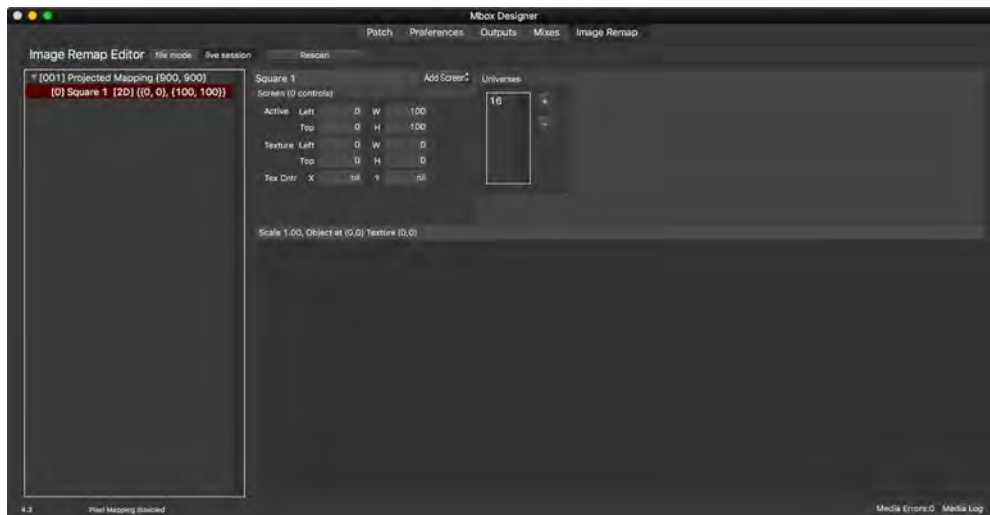 Mbox Designer
Patch Preferences Outputs Mixes Image Remap
Image Remap Editor file mode live session Rescan
[001] Projected Mapping {900, 900}
[0] Square 1 [2D] {{0, 0}, {100, 100}}
Square 1 Add Screen
Screen (0 controls)
Active Left 0 W 100
Top 0 H 100
Texture Left 0 W 0
Top 0 H 0
Tex Cntr X nil Y nil
Universes
16 +
-
Scale 1.00, Object at (0,0) Texture (0,0)
4.3 Pixel Mapping disabled Media Errors:0 Media Log